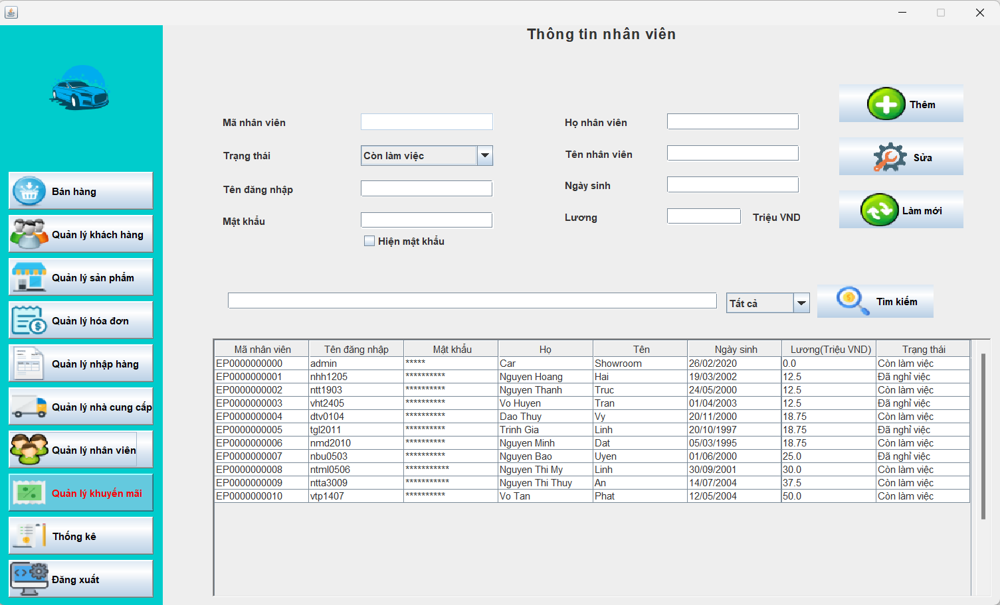 Thông tin nhân viên
Mã nhân viên
Họ nhân viên
Thêm
Trạng thái
Còn làm việc
Tên nhân viên
Sửa
Tên đăng nhập
Ngày sinh
Mật khẩu
Lương
Triệu VND
Làm mới
Hiện mật khẩu
Tất cả
Tìm kiếm
Bán hàng
Quản lý khách hàng
Quản lý sản phẩm
Quản lý hóa đơn
Quản lý nhập hàng
Quản lý nhà cung cấp
Quản lý nhân viên
Quản lý khuyến mãi
Thống kê
Đăng xuất
Mã nhân viên Tên đăng nhập Mật khẩu Họ Tên Ngày sinh Lương(Triệu VND) Trạng thái
EP0000000000 admin ***** Car Showroom 26/02/2020 0.0 Còn làm việc
EP0000000001 nhh1205 ********** Nguyen Hoang Hai 19/03/2002 12.5 Đã nghỉ việc
EP0000000002 ntt1903 ********** Nguyen Thanh Truc 24/05/2000 12.5 Còn làm việc
EP0000000003 vht2405 ********** Vo Huyen Tran 01/04/2003 12.5 Đã nghỉ việc
EP0000000004 dtv0104 ********** Dao Thuy Vy 20/11/2000 18.75 Còn làm việc
EP0000000005 tgl2011 ********** Trinh Gia Linh 20/10/1997 18.75 Đã nghỉ việc
EP0000000006 nmd2010 ********** Nguyen Minh Dat 05/03/1995 18.75 Còn làm việc
EP0000000007 nbu0503 ********** Nguyen Bao Uyen 01/06/2000 25.0 Đã nghỉ việc
EP0000000008 ntml0506 *********** Nguyen Thi My Linh 30/09/2001 30.0 Còn làm việc
EP0000000009 ntta3009 *********** Nguyen Thi Thuy An 14/07/2004 37.5 Còn làm việc
EP0000000010 vtp1407 ********** Vo Tan Phat 12/05/2004 50.0 Còn làm việc